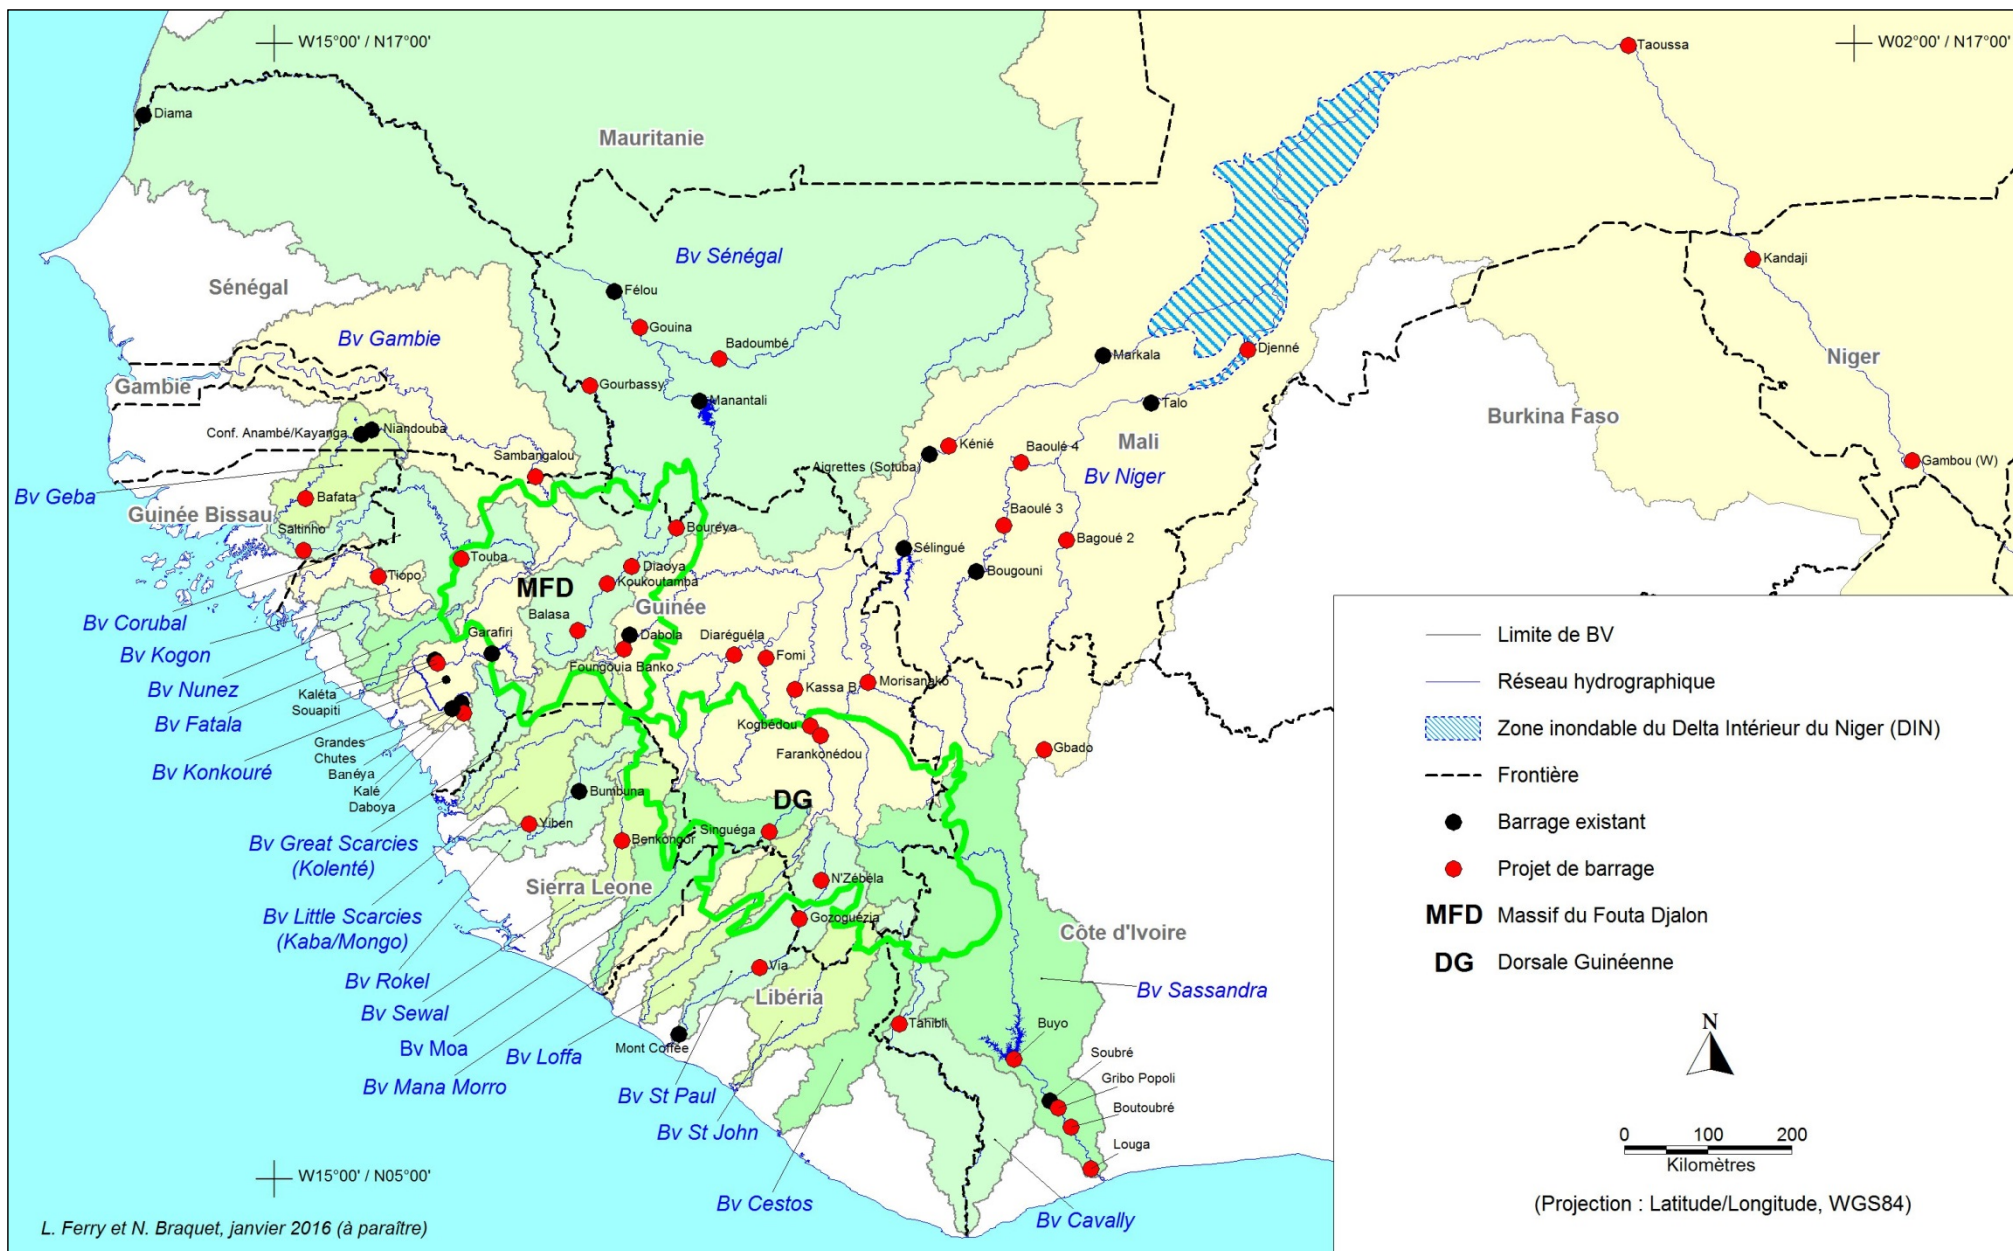 W15°00' / N17°00'
W02°00' / N17°00'
Taoussa
Diama
Mauritanie
Bv Sénégal
Sénégal
Kandaji
Félou
Gouina
Bv Gambie
Badoumbé
Markala
Djenné
Niger
Gambie
Gourbassy
Manantali
Talo
Burkina Faso
Conf. Anambé/Kayanga
Niandouba
Kénié
Mali
Baoulé 4
Aigrettes (Sotuba)
Sambangalou
Bv Niger
Gambou (W)
Bv Geba
Bafata
Guinée Bissau
Saltinho
Boureya
Baoulé 3
Bagoué 2
Sélingué
Touba
Diaoya
Tiopo
MFD
Koukoutamba
Bougouni
Guinée
Bv Corubal
Balasa
Garafiri
Dabola
Diaréguéla
Fomi
Bv Kogon
Foungouia Banko
Bv Nunez
Kassa B.
Morisanako
Kaléta
Souapiti
Bv Fatala
Kogbédou
Farankonédou
Gbado
Grandes
Chutes
Banéya
Kalé
Daboya
Bv Konkouré
Bumbuna
DG
Yiben
Benkongor
Singuéga
Bv Great Scarcies
(Kolenté)
Sierra Leone
N'Zébéla
Bv Little Scarcies
(Kaba/Mongo)
Gozoguézia
Côte d'Ivoire
Bv Rokel
Via
Libéria
Bv Sassandra
Bv Sewal
Tahibli
Mont Coffée
Bv Moa
Bv Loffa
Buyo
Soubré
Bv Mana Morro
Gribo Popoli
Bv St Paul
Boutoubré
Bv St John
Louga
W15°00' / N05°00'
Bv Cestos
Bv Cavally
L. Ferry et N. Braquet, janvier 2016 (à paraître)
Limite de BV
Réseau hydrographique
Zone inondable du Delta Intérieur du Niger (DIN)
Frontière
Barrage existant
Projet de barrage
MFD Massif du Fouta Djalon
DG Dorsale Guinéenne
N
0 100 200
Kilomètres
(Projection : Latitude/Longitude, WGS84)